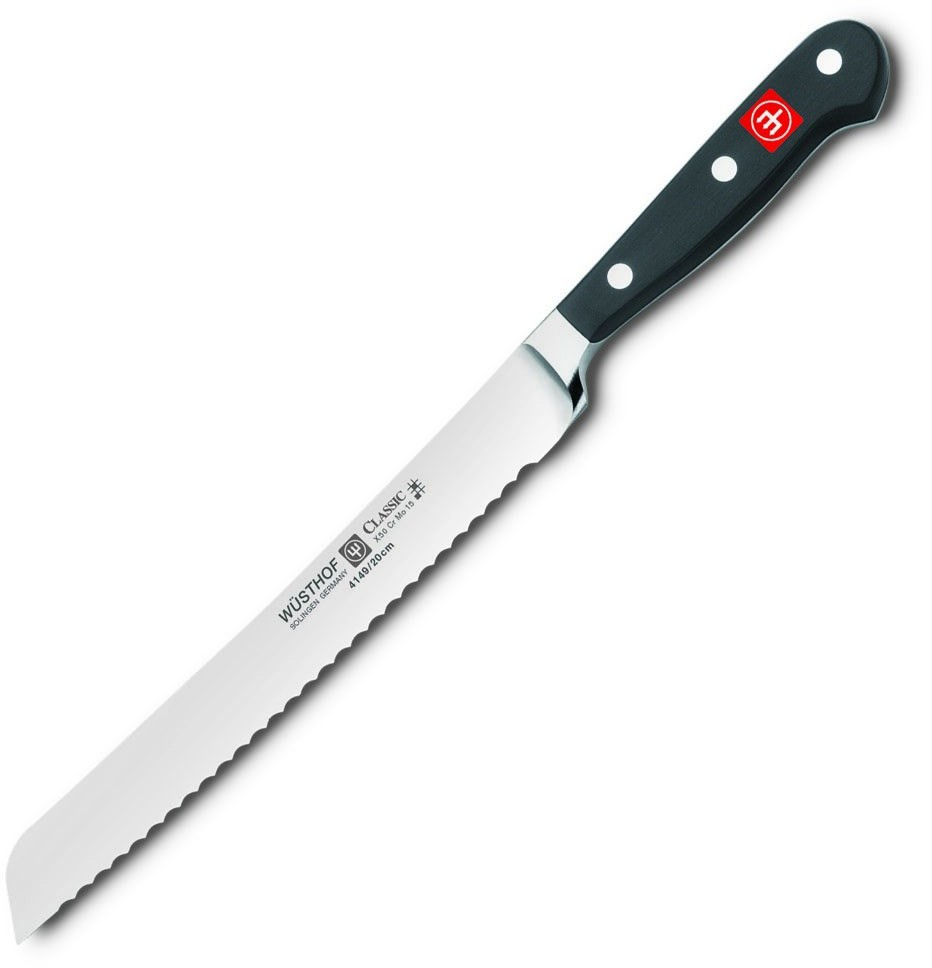 WÜSTHOF CLASSIC
SOLINGEN GERMANY X50 Cr Mo 15
4149/20cm